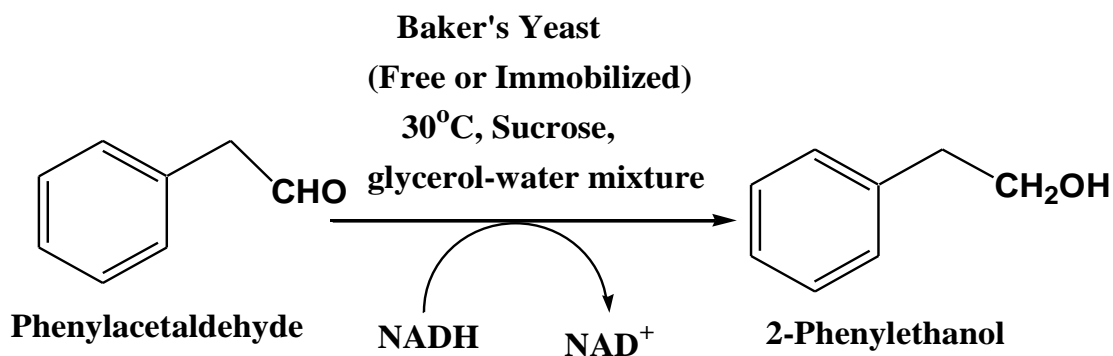 Baker's Yeast
(Free or Immobilized)
30°C, Sucrose,
glycerol-water mixture
CHO
CH₂OH
Phenylacetaldehyde
NADH
NAD⁺
2-Phenylethanol